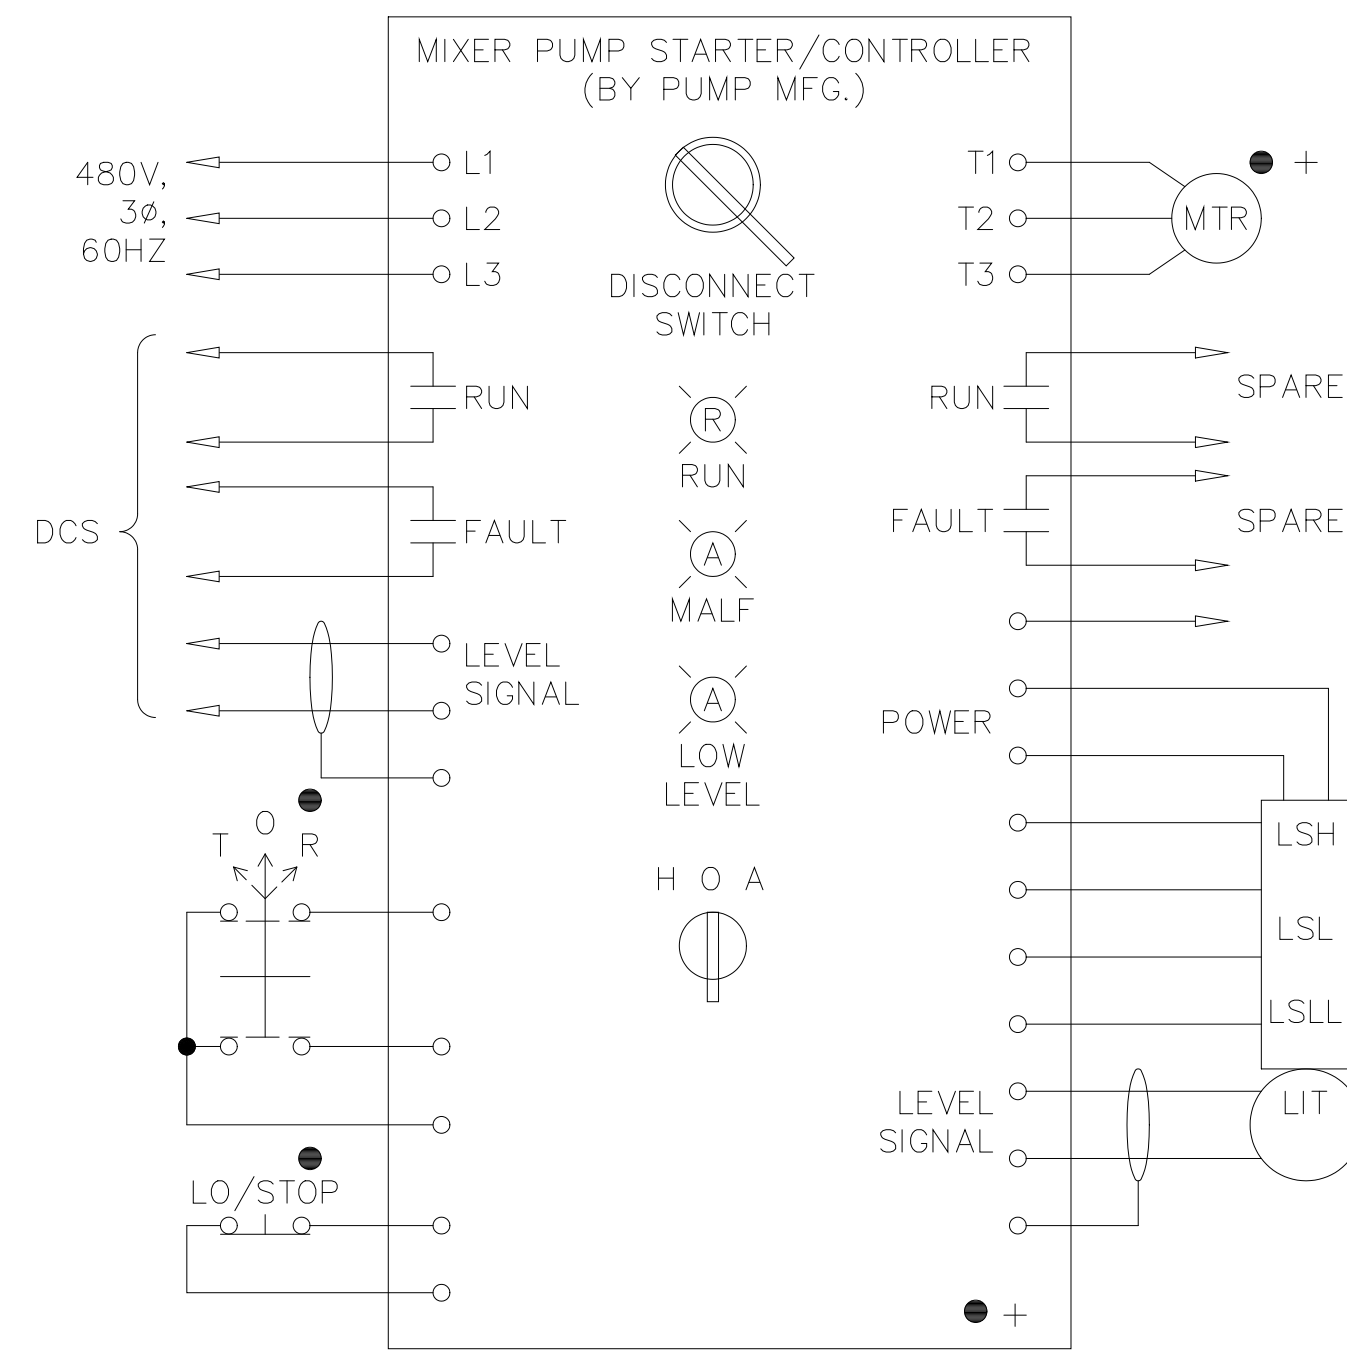 MIXER PUMP STARTER/CONTROLLER
(BY PUMP MFG.)
480V,
3ø,
60HZ
L1
L2
L3
DISCONNECT
SWITCH
T1
T2
T3
MTR
+
DCS
RUN
FAULT
LEVEL
SIGNAL
R
RUN
A
MALF
A
LOW
LEVEL
H O A
RUN
SPARE
FAULT
SPARE
POWER
LSH
LSL
LSLL
LIT
LEVEL
SIGNAL
T O R
LO/STOP
+